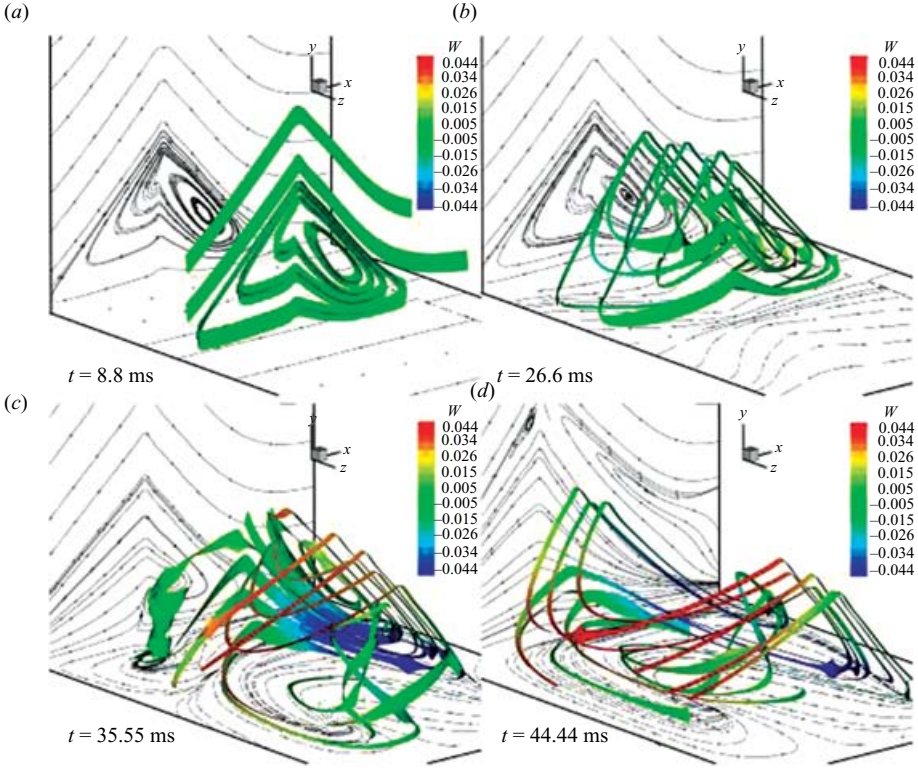 (a)
y
x
z
W
0.044
0.034
0.026
0.015
0.005
–0.005
–0.015
–0.026
–0.034
–0.044
t = 8.8 ms
(b)
y
x
z
W
0.044
0.034
0.026
0.015
0.005
–0.005
–0.015
–0.026
–0.034
–0.044
t = 26.6 ms
(c)
y
x
z
W
0.044
0.034
0.026
0.015
0.005
–0.005
–0.015
–0.026
–0.034
–0.044
t = 35.55 ms
(d)
y
x
z
W
0.044
0.034
0.026
0.015
0.005
–0.005
–0.015
–0.026
–0.034
–0.044
t = 44.44 ms